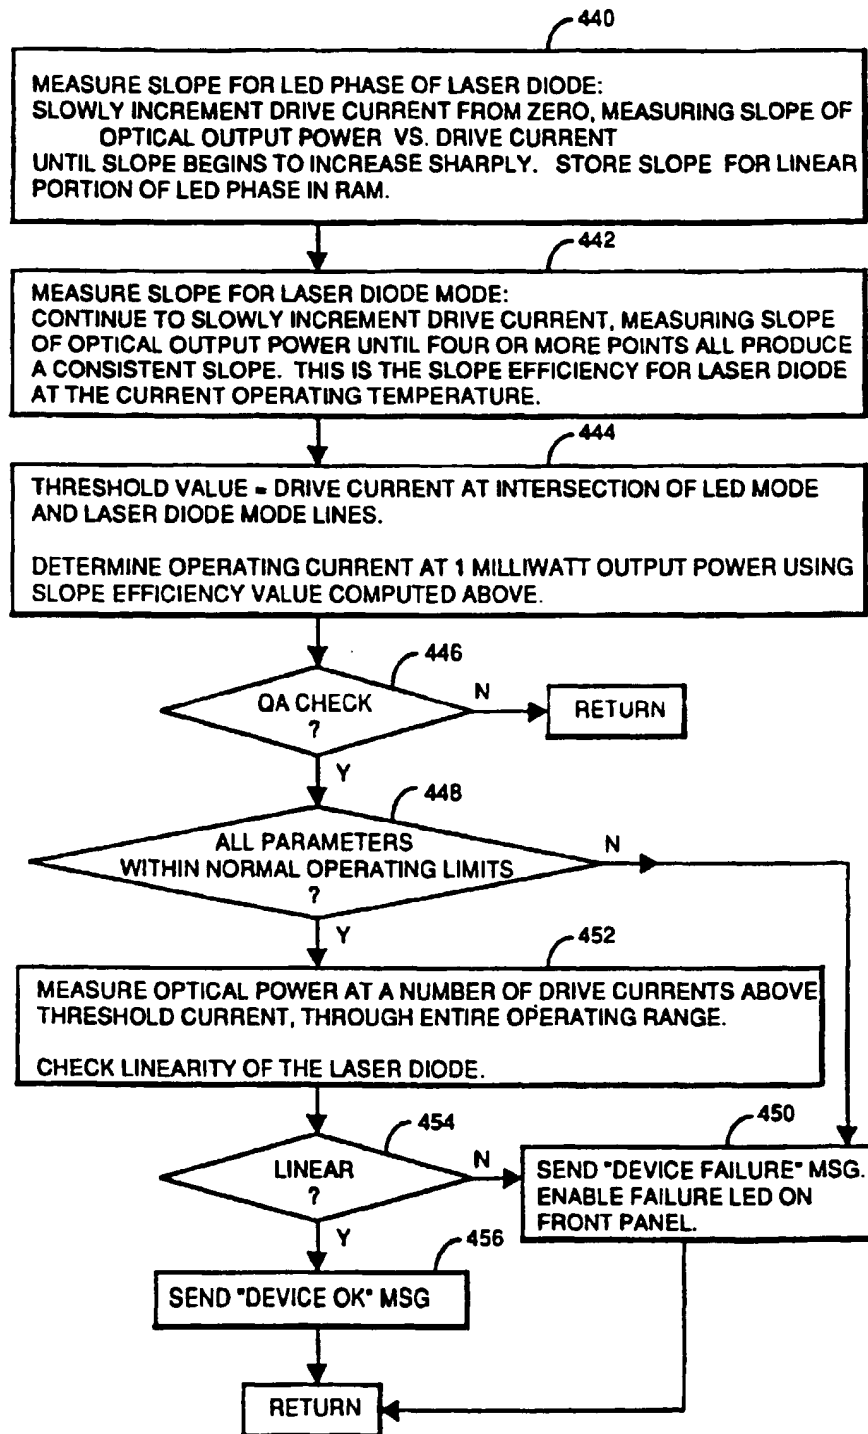 440
MEASURE SLOPE FOR LED PHASE OF LASER DIODE:
SLOWLY INCREMENT DRIVE CURRENT FROM ZERO, MEASURING SLOPE OF
OPTICAL OUTPUT POWER VS. DRIVE CURRENT
UNTIL SLOPE BEGINS TO INCREASE SHARPLY. STORE SLOPE FOR LINEAR
PORTION OF LED PHASE IN RAM.
442
MEASURE SLOPE FOR LASER DIODE MODE:
CONTINUE TO SLOWLY INCREMENT DRIVE CURRENT, MEASURING SLOPE
OF OPTICAL OUTPUT POWER UNTIL FOUR OR MORE POINTS ALL PRODUCE
A CONSISTENT SLOPE. THIS IS THE SLOPE EFFICIENCY FOR LASER DIODE
AT THE CURRENT OPERATING TEMPERATURE.
444
THRESHOLD VALUE = DRIVE CURRENT AT INTERSECTION OF LED MODE
AND LASER DIODE MODE LINES.
DETERMINE OPERATING CURRENT AT 1 MILLIWATT OUTPUT POWER USING
SLOPE EFFICIENCY VALUE COMPUTED ABOVE.
446
QA CHECK
?
N
RETURN
Y
448
ALL PARAMETERS
WITHIN NORMAL OPERATING LIMITS
?
N
Y
452
MEASURE OPTICAL POWER AT A NUMBER OF DRIVE CURRENTS ABOVE
THRESHOLD CURRENT, THROUGH ENTIRE OPERATING RANGE.
CHECK LINEARITY OF THE LASER DIODE.
454
LINEAR
?
N
Y
450
SEND "DEVICE FAILURE" MSG.
ENABLE FAILURE LED ON
FRONT PANEL.
456
SEND "DEVICE OK" MSG
RETURN